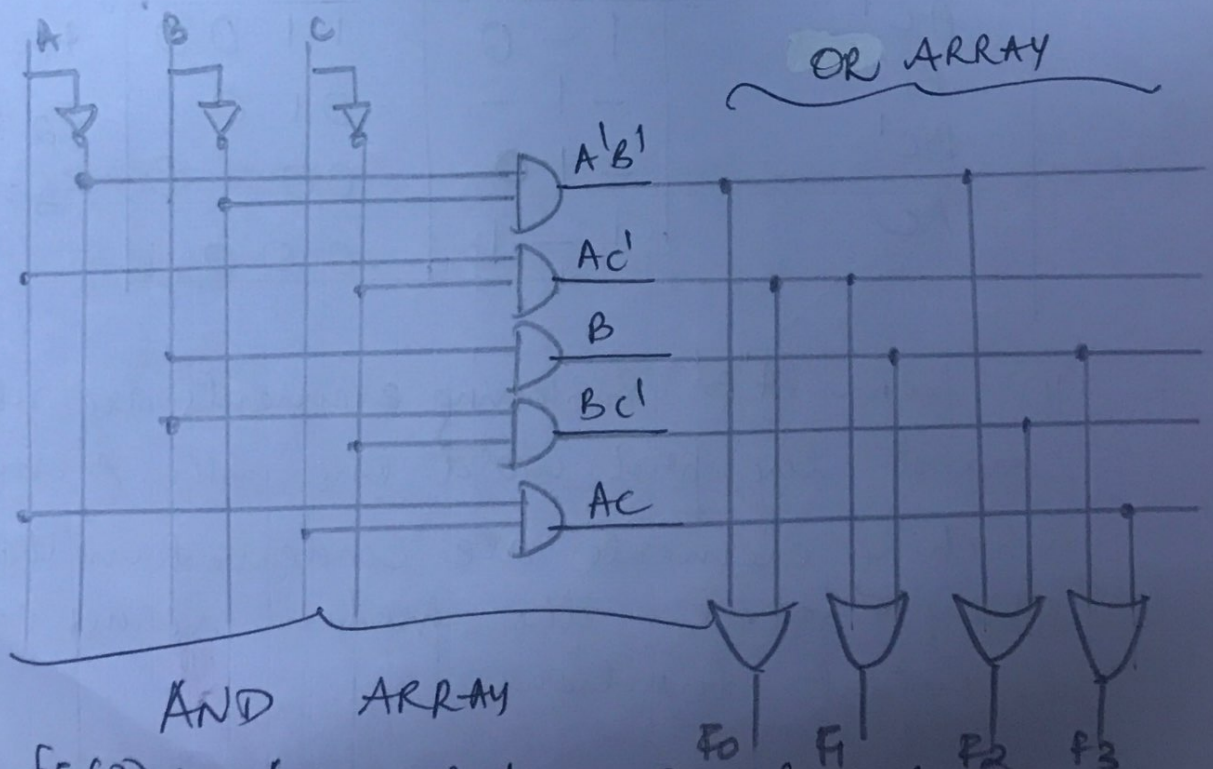 A B C
OR ARRAY
A'B'
AC'
B
BC'
AC
AND ARRAY
F0 F1 F2 F3